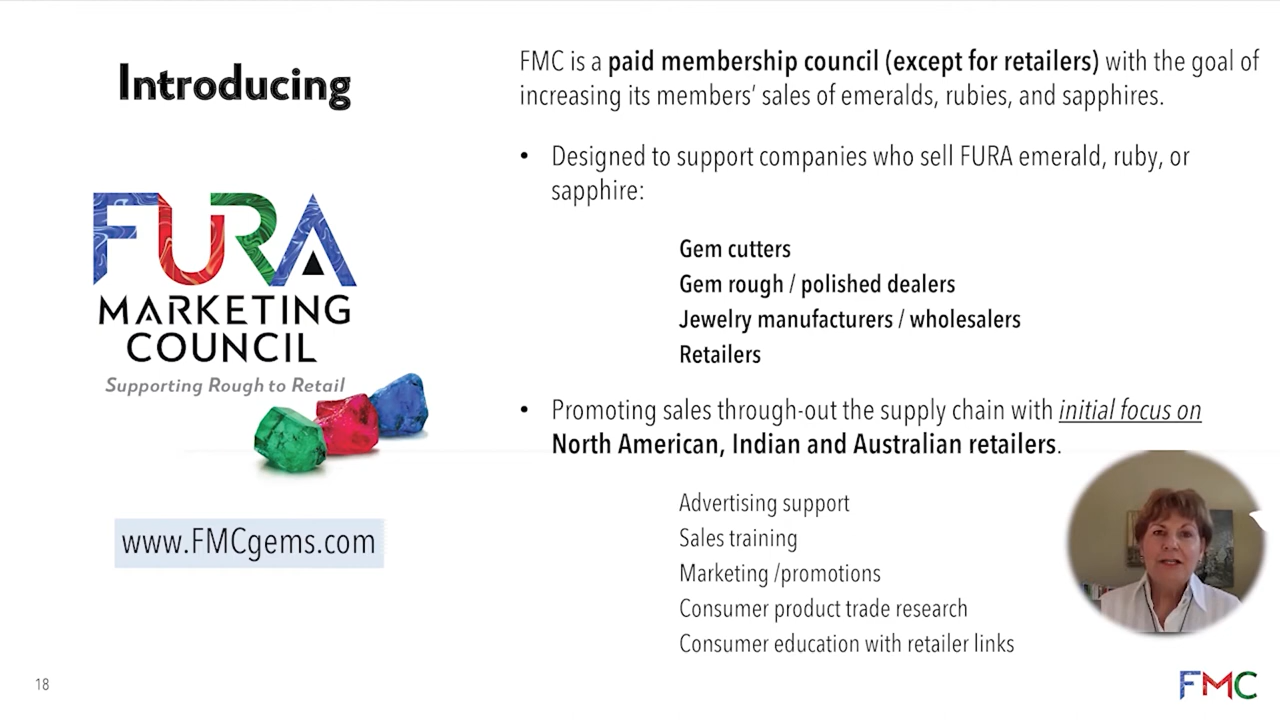 Introducing
FURA
MARKETING
COUNCIL
Supporting Rough to Retail
www.FMCgems.com
FMC is a paid membership council (except for retailers) with the goal of
increasing its members' sales of emeralds, rubies, and sapphires.
• Designed to support companies who sell FURA emerald, ruby, or
sapphire:
Gem cutters
Gem rough / polished dealers
Jewelry manufacturers / wholesalers
Retailers
• Promoting sales through-out the supply chain with initial focus on
North American, Indian and Australian retailers.
Advertising support
Sales training
Marketing /promotions
Consumer product trade research
Consumer education with retailer links
18
FMC